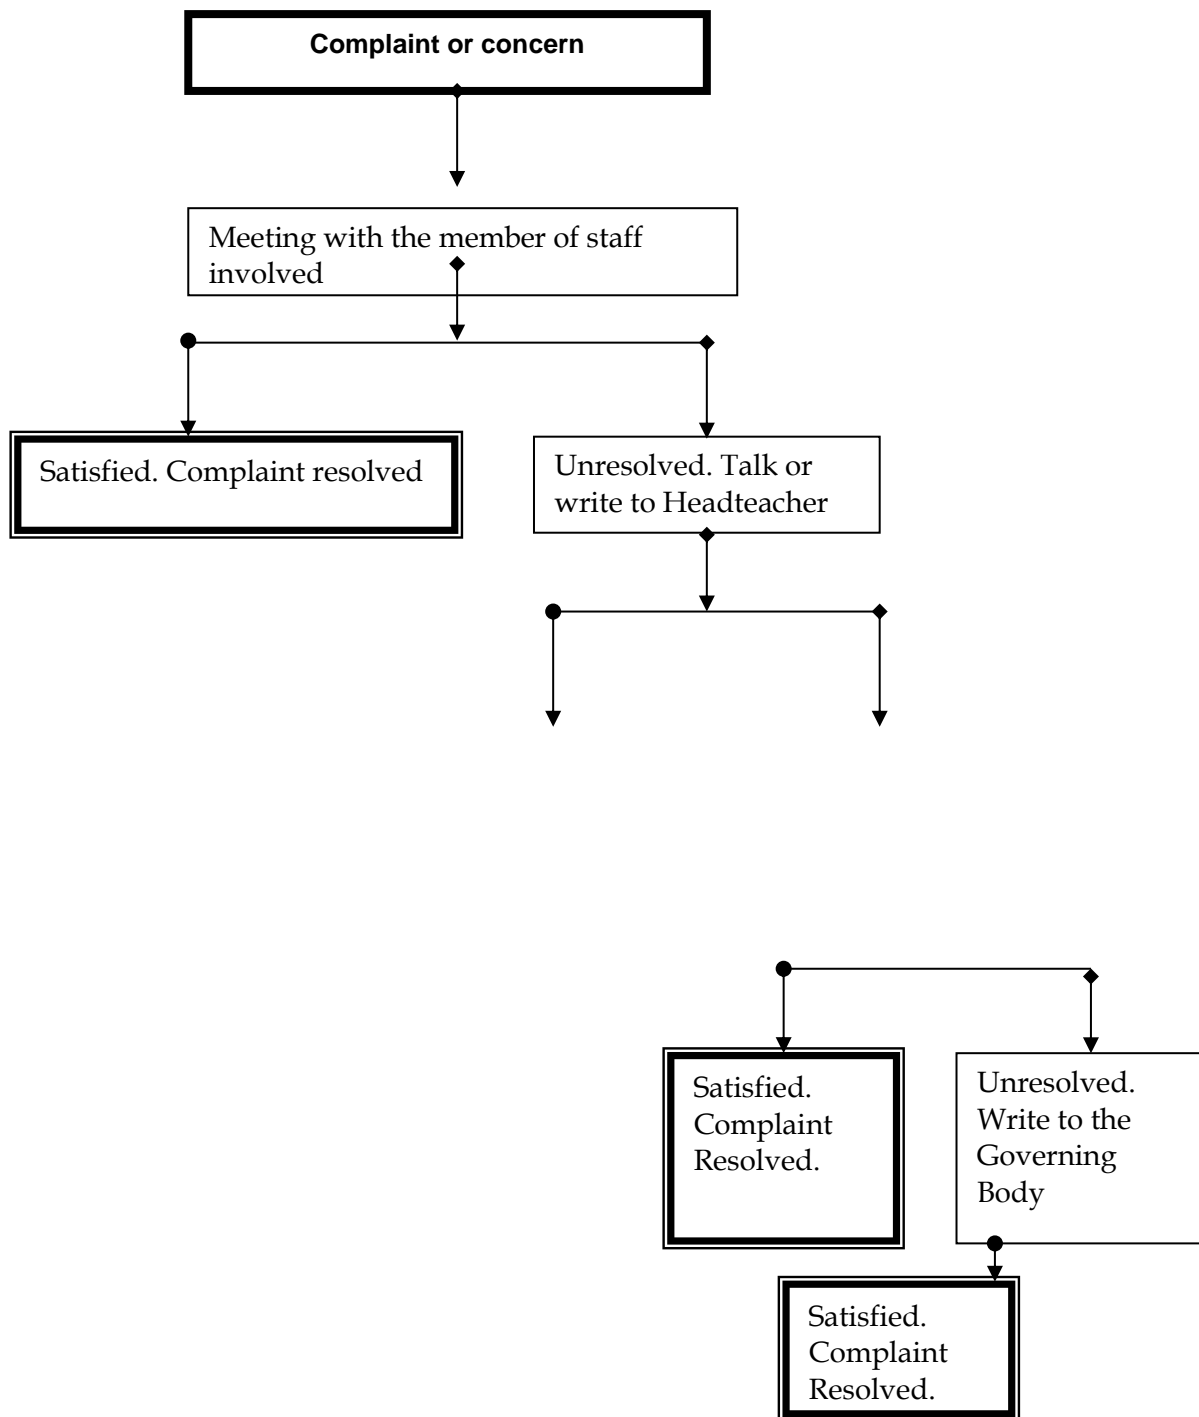 Complaint or concern
Meeting with the member of staff
involved
Satisfied. Complaint resolved
Unresolved. Talk or
write to Headteacher
Satisfied.
Complaint
Resolved.
Unresolved.
Write to the
Governing
Body
Satisfied.
Complaint
Resolved.